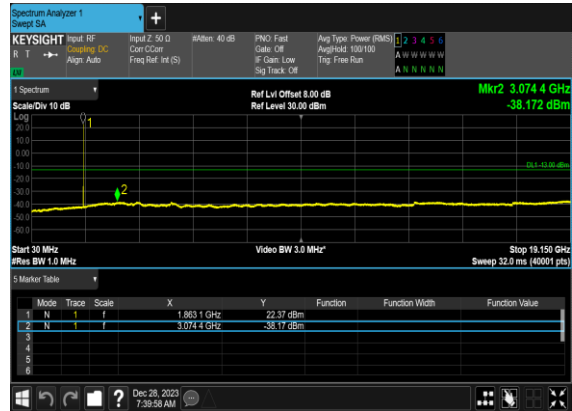 Spectrum Analyzer 1
Swept SA
+
KEYSIGHT Input: RF Input Z: 50 Ω #Atten: 40 dB PNO: Fast Avg Type: Power (RMS) 1 2 3 4 5 6
R T Coupling: DC Corr CCorr Gate: Off Avg|Hold: 100/100 A W W W W W
Align: Auto Freq Ref: Int (S) IF Gain: Low Trig: Free Run A N N N N N
Sig Track: Off
1 Spectrum Ref Lvl Offset 8.00 dB Mkr2 3.074 4 GHz
Scale/Div 10 dB Ref Level 30.00 dBm -38.172 dBm
Log
20.0
10.0
0.00
-10.0
-20.0
-30.0
-40.0
-50.0
-60.0
1
2
DL1 -13.00 dBm
Start 30 MHz Video BW 3.0 MHz* Stop 19.150 GHz
#Res BW 1.0 MHz Sweep 32.0 ms (40001 pts)
5 Marker Table
Mode Trace Scale X Y Function Function Width Function Value
1 N 1 f 1.863 1 GHz 22.37 dBm
2 N 1 f 3.074 4 GHz -38.17 dBm
3
4
5
6
? Dec 28, 2023
7:39:58 AM